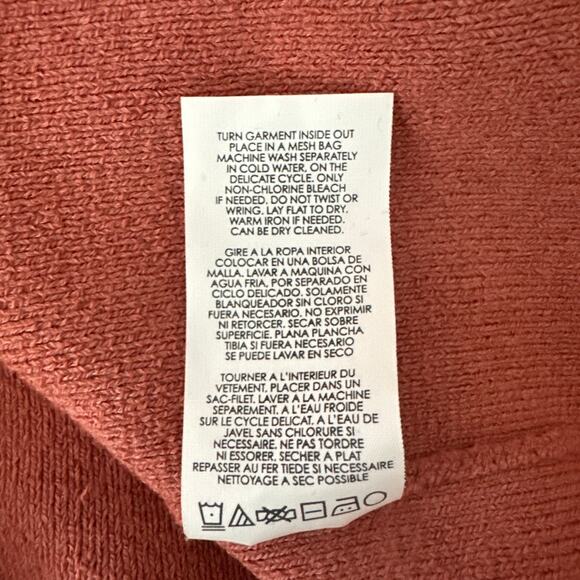 TURN GARMENT INSIDE OUT
PLACE IN A MESH BAG
MACHINE WASH SEPARATELY
IN COLD WATER, ON THE
DELICATE CYCLE. ONLY
NON-CHLORINE BLEACH
IF NEEDED. DO NOT TWIST OR
WRING. LAY FLAT TO DRY.
WARM IRON IF NEEDED.
CAN BE DRY CLEANED.
GIRE A LA ROPA INTERIOR
COLOCAR EN UNA BOLSA DE
MALLA. LAVAR A MAQUINA CON
AGUA FRIA, POR SEPARADO EN
CICLO DELICADO. SOLAMENTE
BLANQUEADOR SIN CLORO SI
FUERA NECESARIO. NO EXPRIMIR
NI RETORCER. SECAR SOBRE
SUPERFICIE. PLANA PLANCHA
TIBIA SI FUERA NECESARIO
SE PUEDE LAVAR EN SECO
TOURNER A L'INTERIEUR DU
VETEMENT. PLACER DANS UN
SAC-FILET. LAVER A LA MACHINE
SEPAREMENT. A L'EAU FROIDE
SUR LE CYCLE DELICAT. A L'EAU DE
JAVEL SANS CHLORURE SI
NECESSAIRE. NE PAS TORDRE
NI ESSORER. SECHER A PLAT
REPASSER AU FER TIEDE SI NECESSAIRE
NETTOYAGE A SEC POSSIBLE